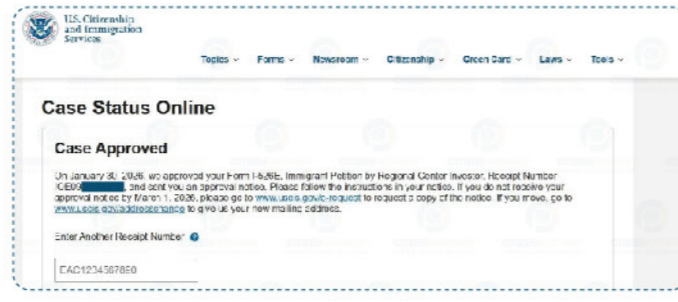 U.S. Citizenship
and Immigration
Services
Topics Forms Newsroom Citizenship Green Card Laws Tools
Case Status Online
Case Approved
On January 30, 2026, we approved your Form I-526E, Immigrant Petition by Regional Center Investor, Receipt Number
IOE09, and sent you an approval notice. Please follow the instructions in your notice. If you do not receive your
approval notice by March 1, 2026, please go to www.uscis.gov/e-request to request a copy of the notice. If you move, go to
www.uscis.gov/addresschange to give us your new mailing address.
Enter Another Receipt Number
EAC1234567890